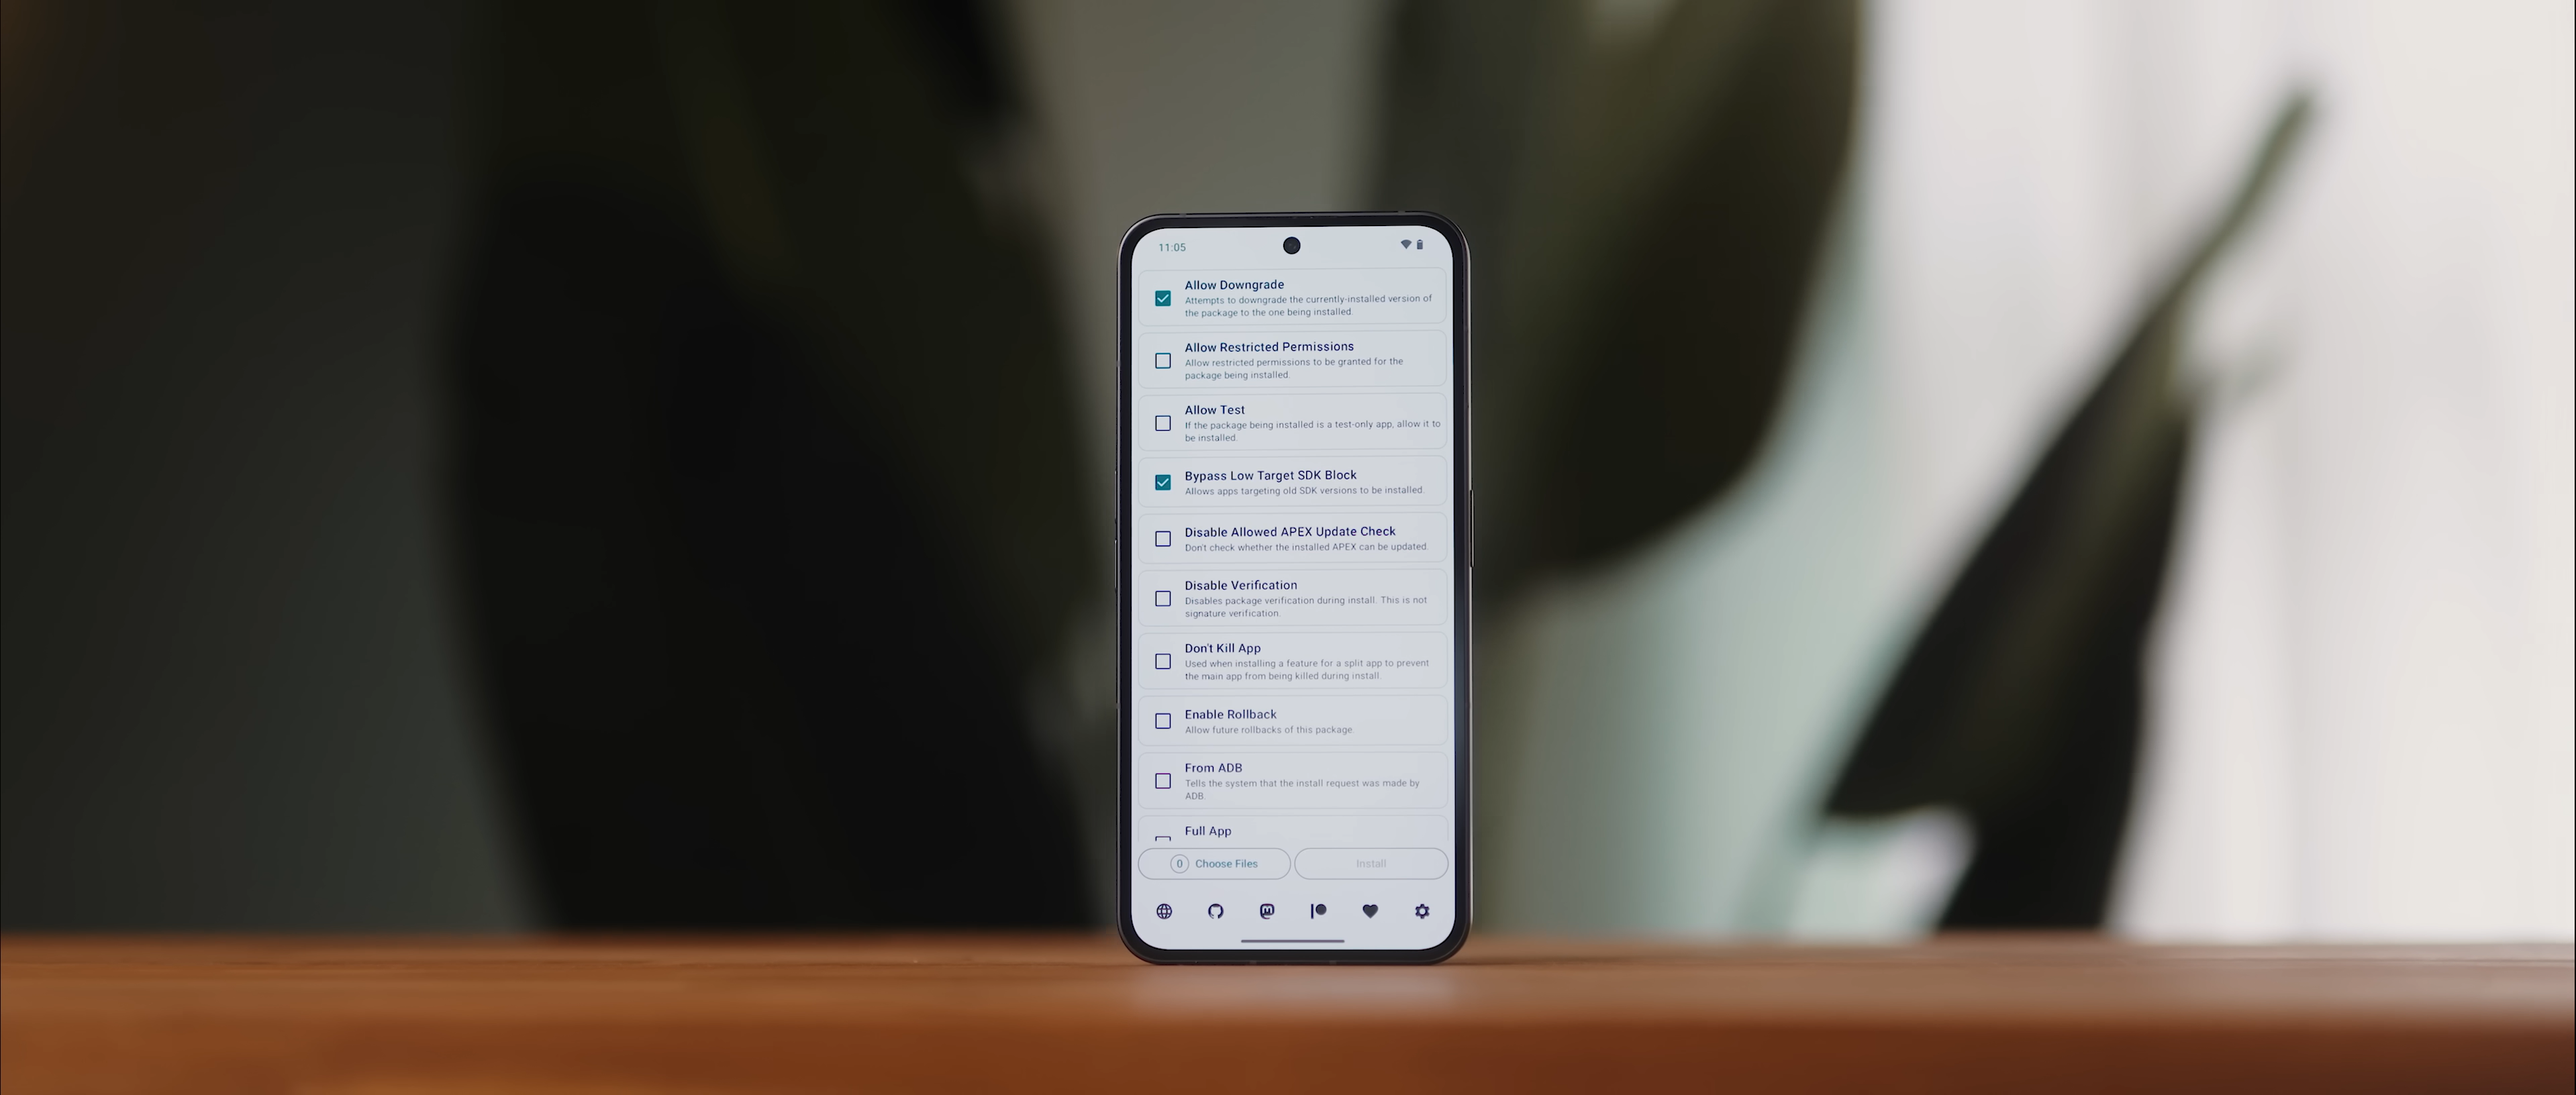 11:05
Allow Downgrade
Attempts to downgrade the currently-installed version of
the package to the one being installed.
Allow Restricted Permissions
Allow restricted permissions to be granted for the
package being installed.
Allow Test
If the package being installed is a test-only app, allow it to
be installed.
Bypass Low Target SDK Block
Allows apps targeting old SDK versions to be installed.
Disable Allowed APEX Update Check
Don't check whether the installed APEX can be updated.
Disable Verification
Disables package verification during install. This is not
signature verification.
Don't Kill App
Used when installing a feature for a split app to prevent
the main app from being killed during install.
Enable Rollback
Allow future rollbacks of this package.
From ADB
Tells the system that the install request was made by
ADB.
Full App
0 Choose Files
Install